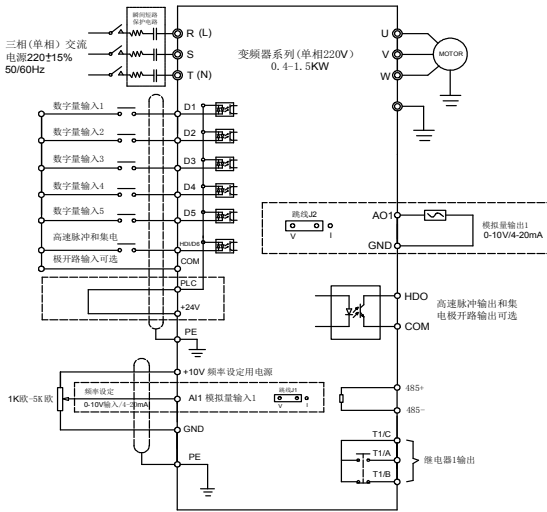 瞬间短路
保护电路
三相(单相)交流
电源220±15%
50/60Hz
R (L)
S
T (N)
变频器系列(单相220V)
0.4-1.5KW
U
V
W
MOTOR
数字量输入1
D1
数字量输入2
D2
数字量输入3
D3
数字量输入4
D4
数字量输入5
D5
高速脉冲和集电
极开路输入可选
HDI/D6
COM
PLC
+24V
PE
跳线J2
V
I
AO1
GND
模拟量输出1
0-10V/4-20mA
HDO
COM
高速脉冲输出和集
电极开路输出可选
+10V 频率设定用电源
1K欧-5K欧
频率设定
0-10V输入/4-20mA)
AI1 模拟量输入1
跳线J1
V
I
GND
PE
485+
485-
T1/C
T1/A
T1/B
继电器1输出